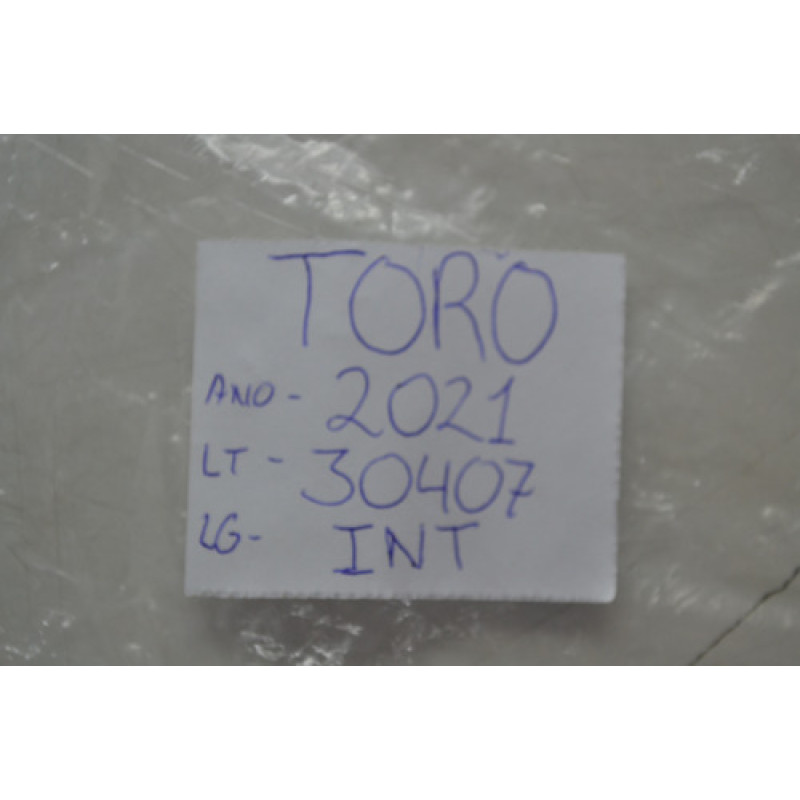 TORO
ANO - 2021
LT - 30407
LG - INT